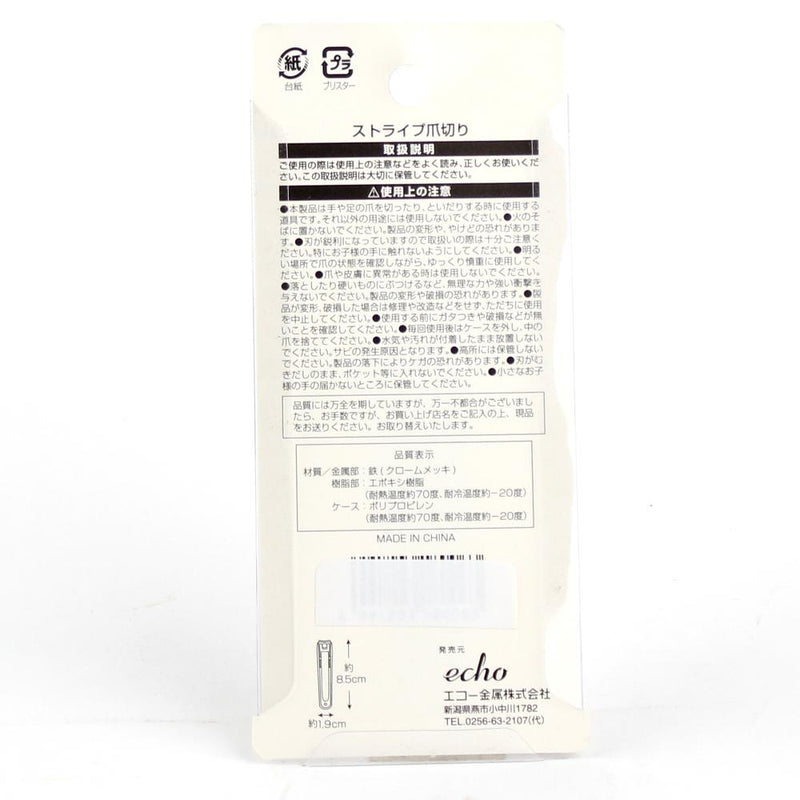 紙 プラ
台紙 ブリスター
ストライプ爪切り
取扱説明
ご使用の際は使用上の注意などをよく読み、正しくお使いくだ
さい。この取扱説明は大切に保管してください。
⚠使用上の注意
●本製品は手や足の爪を切ったり、といだりする時に使用する
道具です。それ以外の用途には使用しないでください。●火のそ
ばに置かないでください。製品の変形や、やけどの恐れがありま
す。●刃が鋭利になっていますので取扱いの際は十分ご注意く
ださい。特にお子様の手に触れないようにしてください。●明る
い場所で爪の状態を確認しながら、ゆっくり慎重に使用してくだ
さい。●爪や皮膚に異常がある時は使用しないでください。
●落としたり硬いものにぶつけるなど、無理な力や強い衝撃を
与えないでください。製品の変形や破損の恐れがあります。●製
品が変形、破損した場合は修理や改造などをせず、ただちに使用
を中止してください。●使用する前にガタつきや破損などが無
いことを確認してください。●毎回使用後はケースを外し、中の
爪を捨ててください。●水気や汚れが付着したまま放置しない
でください。サビの発生原因となります。●高所には保管しない
でください。製品の落下によりケガの恐れがあります。●刃がむ
きだしのまま、ポケット等に入れないでください。●小さなお子
様の手の届かないところに保管してください。
品質には万全を期していますが、万一不都合がございまし
たら、お手数ですが、お買い上げ店名をご記入の上、現品
をお送りください。お取り替えいたします。
品質表示
材質/金属部:鉄(クロームメッキ)
樹脂部:エポキシ樹脂
(耐熱温度約70度、耐冷温度約-20度)
ケース:ポリプロピレン
(耐熱温度約70度、耐冷温度約-20度)
MADE IN CHINA
約
8.5cm
約1.9cm
発売元
echo
エコー金属株式会社
新潟県燕市小中川1782
TEL.0256-63-2107(代)